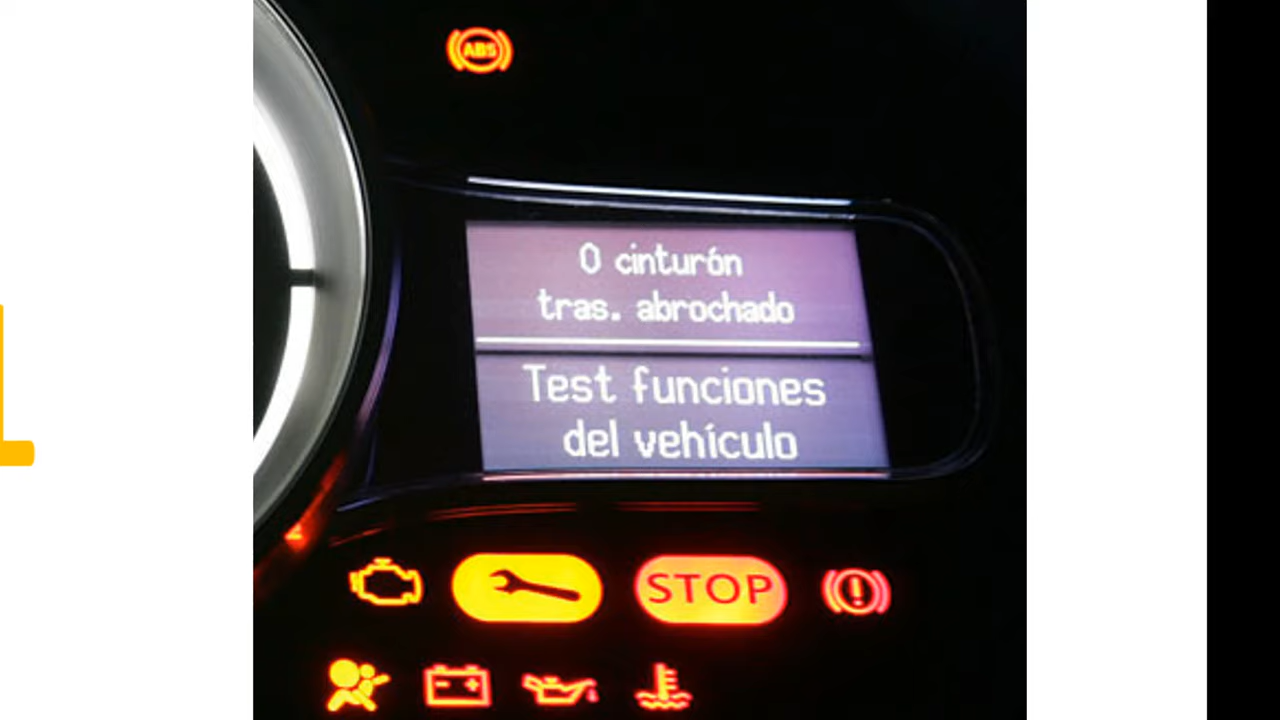 ABS
0 cinturón
tras. abrochado
Test funciones
del vehículo
STOP